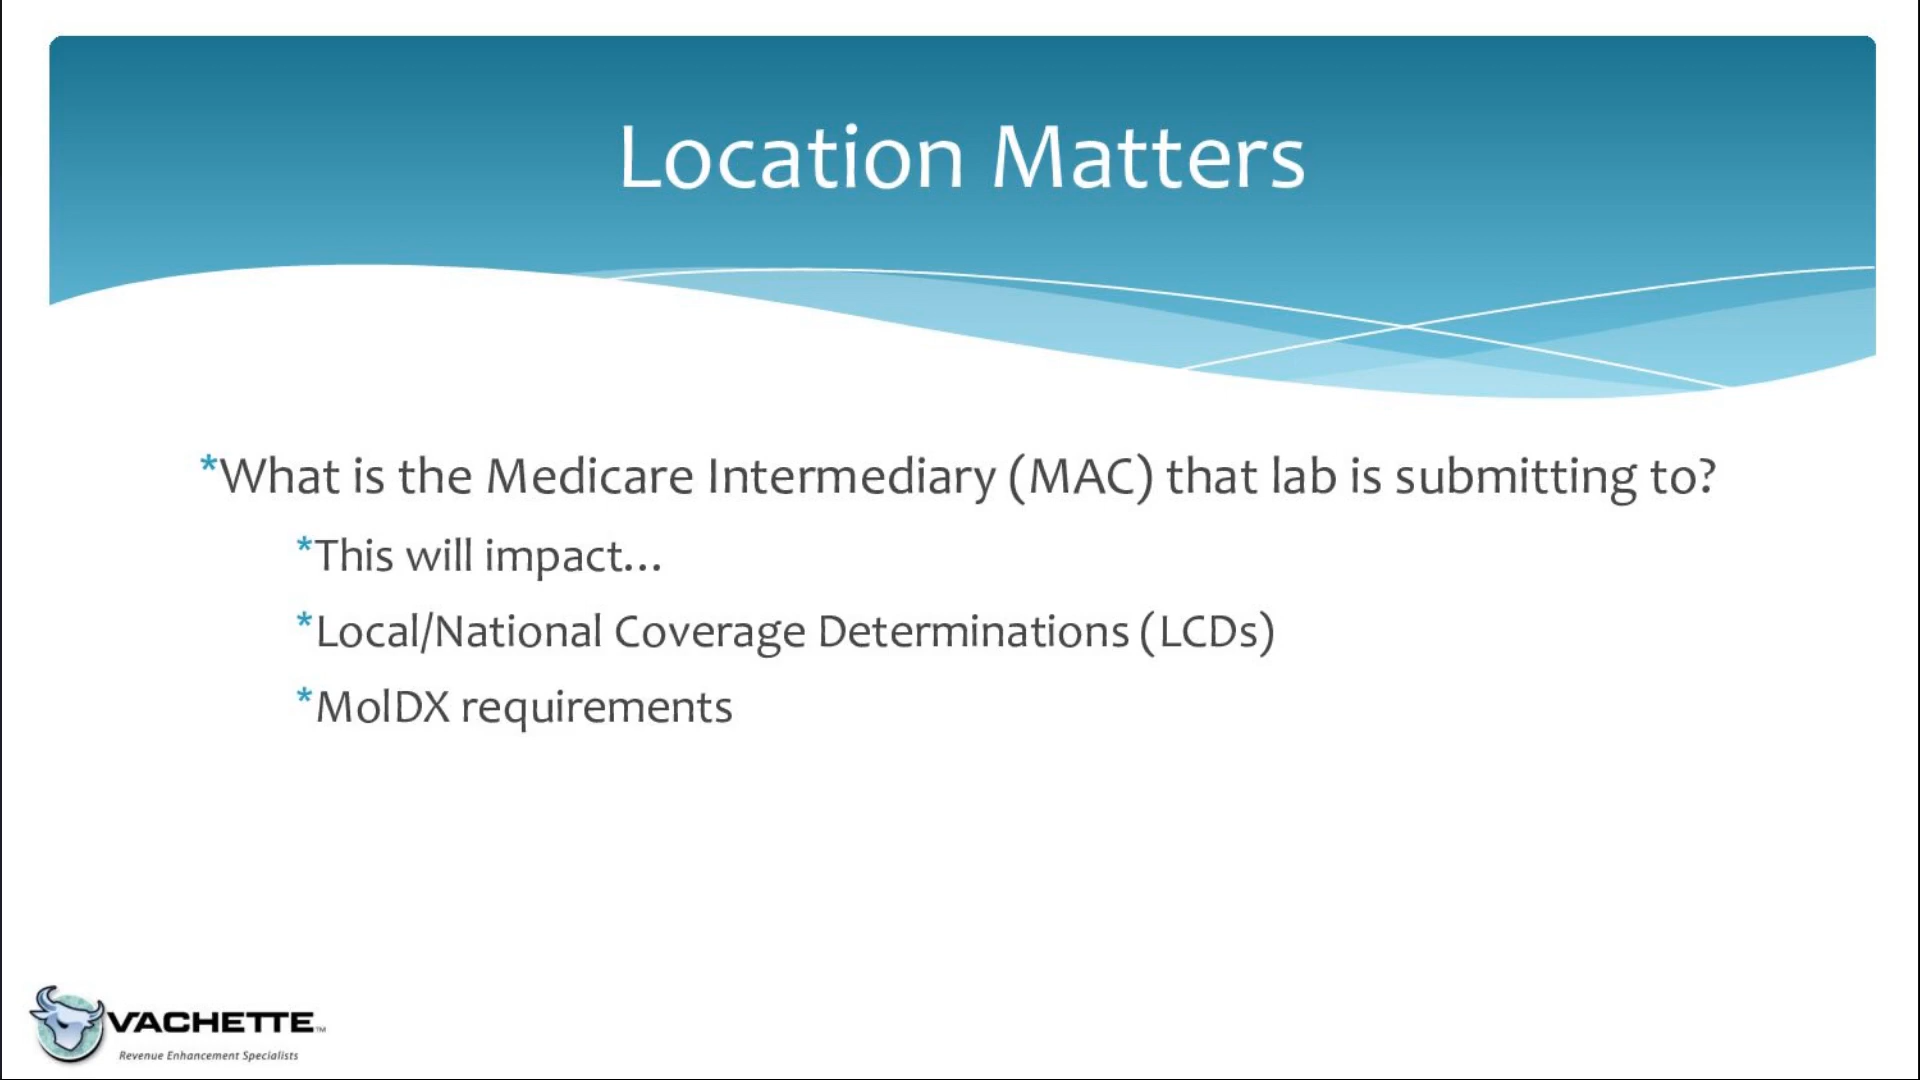 Location Matters
*What is the Medicare Intermediary (MAC) that lab is submitting to?
*This will impact...
*Local/National Coverage Determinations (LCDs)
*MolDX requirements
VACHETTE™
Revenue Enhancement Specialists